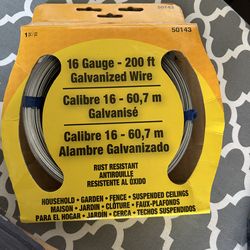 50143
50143
16 Gauge - 200 ft
Galvanized Wire
Calibre 16 - 60,7 m
Galvanisé
Calibre 16 - 60,7 m
Alambre Galvanizado
RUST RESISTANT
ANTIROUILLE
RESISTENTE AL ÓXIDO
HOUSEHOLD • GARDEN • FENCE • SUSPENDED CEILINGS
MAISON • JARDIN • CLÔTURE • FAUX-PLAFONDS
PARA EL HOGAR • JARDIN • CERCA • TECHOS SUSPENDIDOS